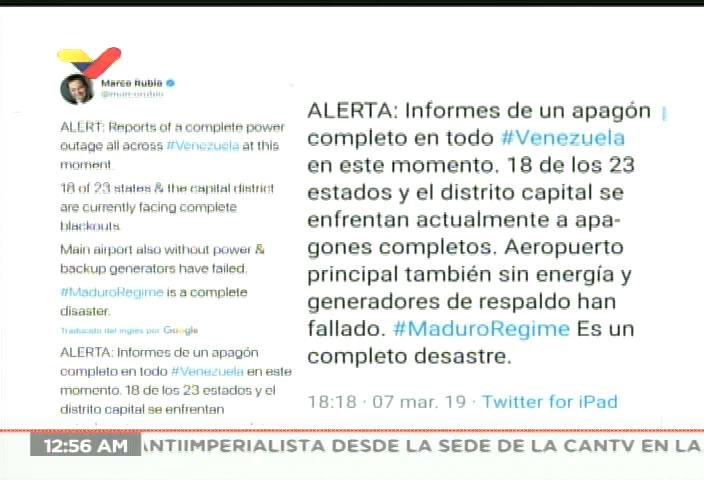 Marco Rubio
@marcorubio
ALERT: Reports of a complete power
outage all across #Venezuela at this
moment.
18 of 23 states & the capital district
are currently facing complete
blackouts.
Main airport also without power &
backup generators have failed.
#MaduroRegime is a complete
disaster.
Traducido del inglés por Google
ALERTA: Informes de un apagón
completo en todo #Venezuela en este
momento. 18 de los 23 estados y el
distrito capital se enfrentan
ALERTA: Informes de un apagón
completo en todo #Venezuela
en este momento. 18 de los 23
estados y el distrito capital se
enfrentan actualmente a apa-
gones completos. Aeropuerto
principal también sin energía y
generadores de respaldo han
fallado. #MaduroRegime Es un
completo desastre.
18:18 · 07 mar. 19 · Twitter for iPad
12:56 AM NTIIMPERIALISTA DESDE LA SEDE DE LA CANTV EN LA